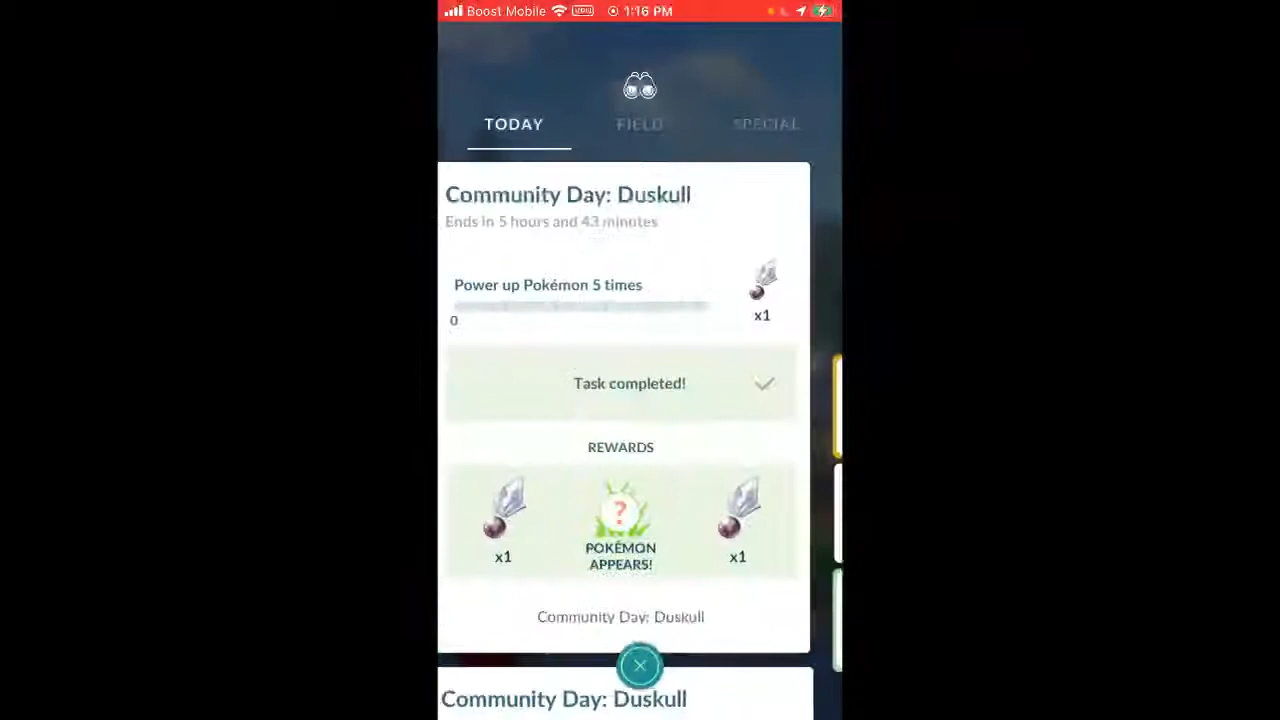 Boost Mobile 1:16 PM
TODAY FIELD SPECIAL
Community Day: Duskull
Ends in 5 hours and 43 minutes
Power up Pokémon 5 times
x1
0
Task completed!
REWARDS
?
x1 POKÉMON APPEARS! x1
Community Day: Duskull
Community Day: Duskull